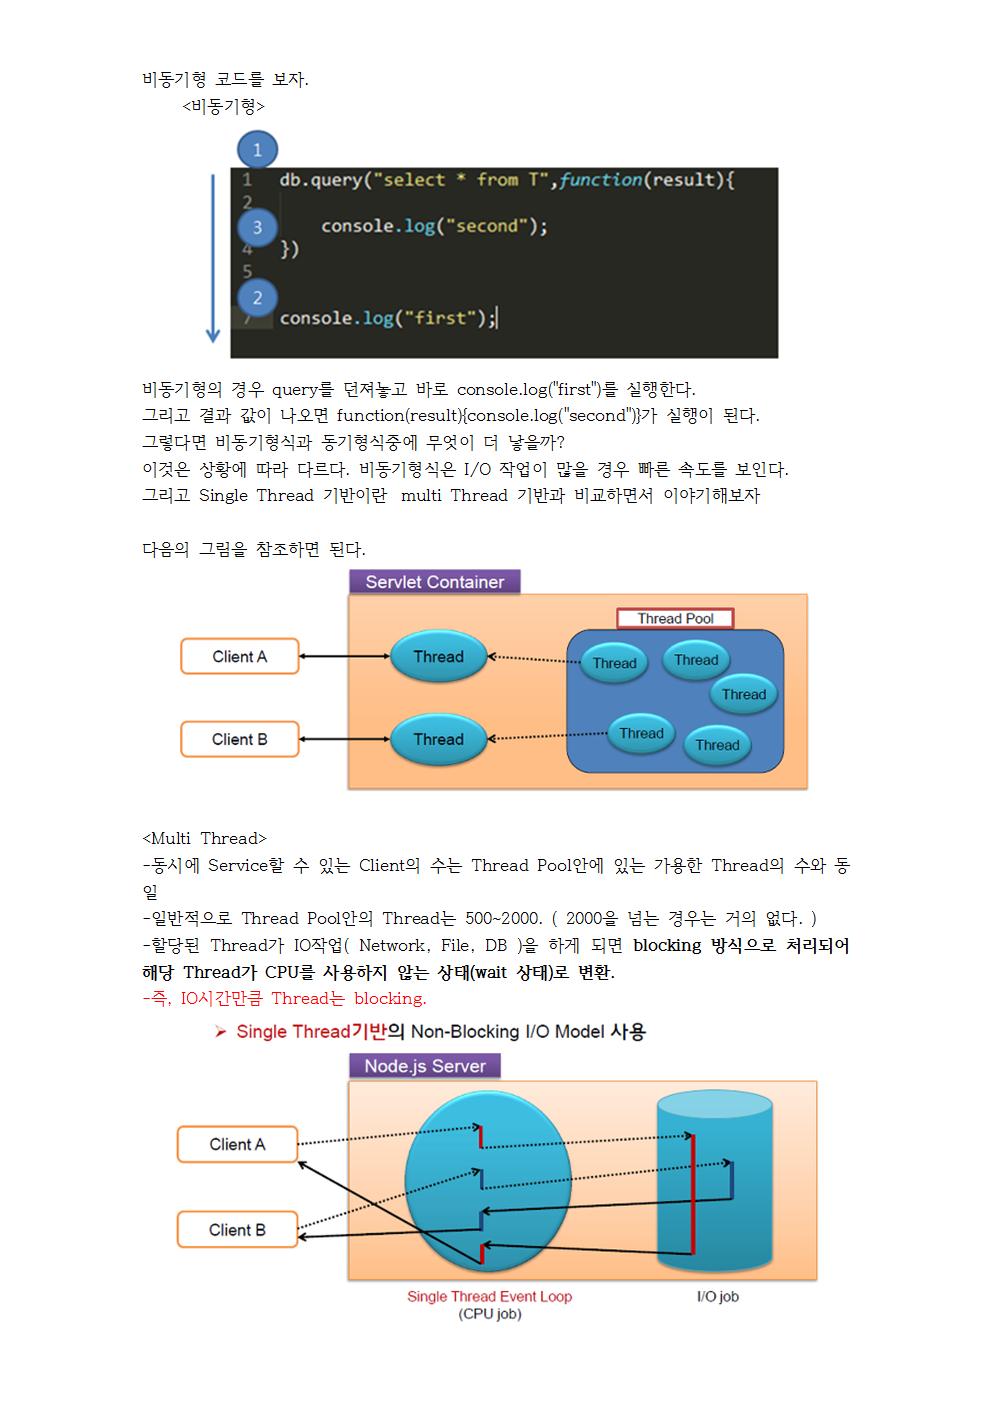 비동기형 코드를 보자.
<비동기형>
1
1 db.query("select * from T",function(result){
2
3 console.log("second");
4 })
5
2
7 console.log("first");
비동기형의 경우 query를 던져놓고 바로 console.log("first")를 실행한다.
그리고 결과 값이 나오면 function(result){console.log("second")}가 실행이 된다.
그렇다면 비동기형식과 동기형식중에 무엇이 더 낳을까?
이것은 상황에 따라 다르다. 비동기형식은 I/O 작업이 많을 경우 빠른 속도를 보인다.
그리고 Single Thread 기반이란 multi Thread 기반과 비교하면서 이야기해보자
다음의 그림을 참조하면 된다.
Servlet Container
Thread Pool
Client A
Thread
Thread
Thread
Thread
Client B
Thread
Thread
Thread
<Multi Thread>
-동시에 Service할 수 있는 Client의 수는 Thread Pool안에 있는 가용한 Thread의 수와 동
일
-일반적으로 Thread Pool안의 Thread는 500~2000. ( 2000을 넘는 경우는 거의 없다. )
-할당된 Thread가 IO작업( Network, File, DB )을 하게 되면 blocking 방식으로 처리되어
해당 Thread가 CPU를 사용하지 않는 상태(wait 상태)로 변환.
-즉, IO시간만큼 Thread는 blocking.
➢ Single Thread기반의 Non-Blocking I/O Model 사용
Node.js Server
Client A
Client B
Single Thread Event Loop
(CPU job)
I/O job